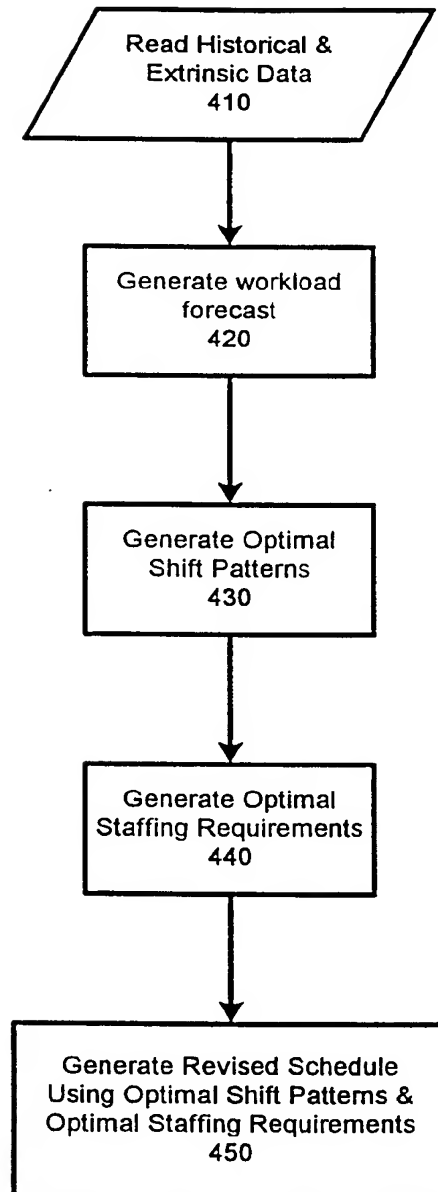 Read Historical &
Extrinsic Data
410
Generate workload
forecast
420
Generate Optimal
Shift Patterns
430
Generate Optimal
Staffing Requirements
440
Generate Revised Schedule
Using Optimal Shift Patterns &
Optimal Staffing Requirements
450